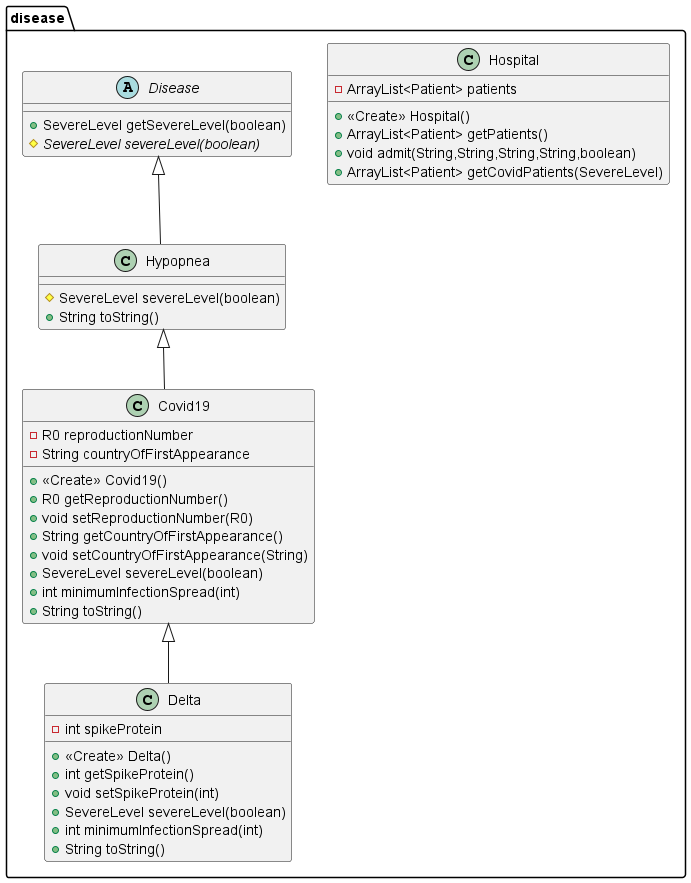 disease
A Disease
SevereLevel getSevereLevel(boolean)
SevereLevel severeLevel(boolean)
C Hospital
ArrayList<Patient> patients
«Create» Hospital()
ArrayList<Patient> getPatients()
void admit(String,String,String,String,boolean)
ArrayList<Patient> getCovidPatients(SevereLevel)
C Hypopnea
SevereLevel severeLevel(boolean)
String toString()
C Covid19
R0 reproductionNumber
String countryOfFirstAppearance
«Create» Covid19()
R0 getReproductionNumber()
void setReproductionNumber(R0)
String getCountryOfFirstAppearance()
void setCountryOfFirstAppearance(String)
SevereLevel severeLevel(boolean)
int minimumInfectionSpread(int)
String toString()
C Delta
int spikeProtein
«Create» Delta()
int getSpikeProtein()
void setSpikeProtein(int)
SevereLevel severeLevel(boolean)
int minimumInfectionSpread(int)
String toString()